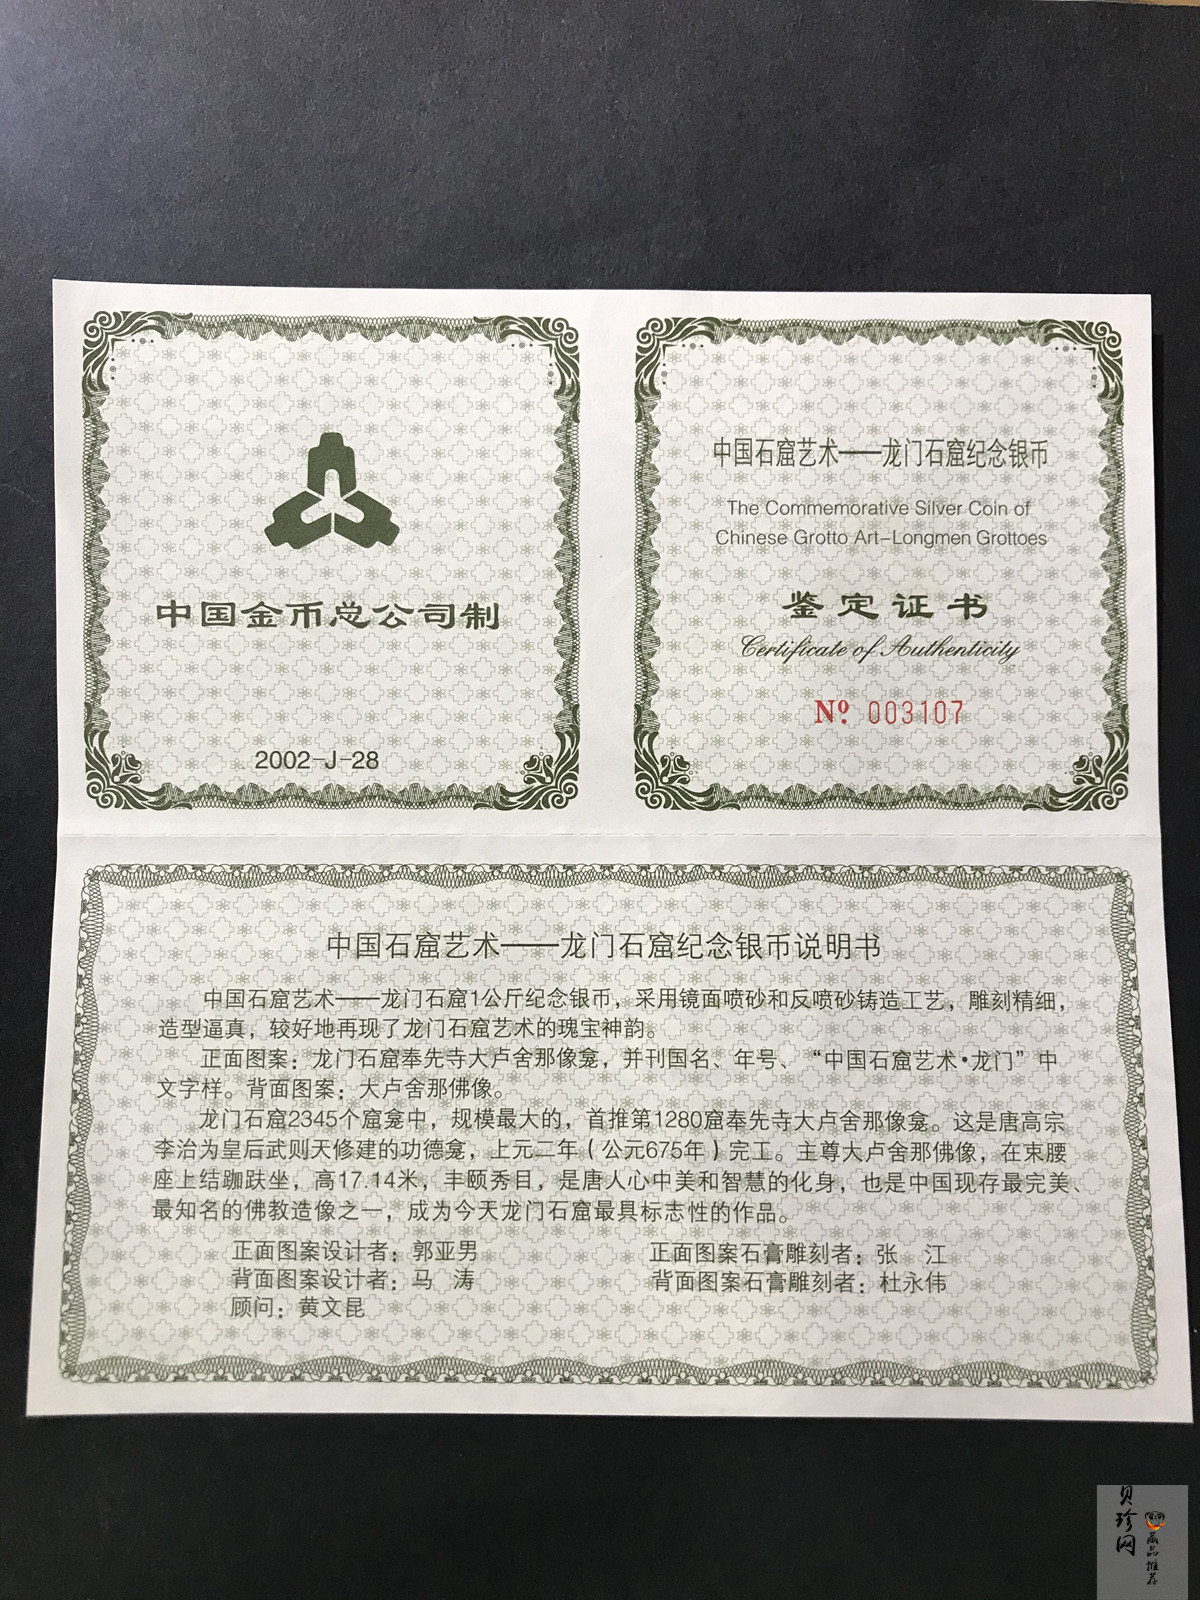 中国金币总公司制
2002-J-28
中国石窟艺术——龙门石窟纪念银币
The Commemorative Silver Coin of
Chinese Grotto Art-Longmen Grottoes
鉴定证书
Certificate of Authenticity
Nº 003107
中国石窟艺术——龙门石窟纪念银币说明书
中国石窟艺术——龙门石窟1公斤纪念银币，采用镜面喷砂和反喷砂铸造工艺，雕刻精细，
造型逼真，较好地再现了龙门石窟艺术的瑰宝神韵。
正面图案：龙门石窟奉先寺大卢舍那像龛，并刊国名、年号、“中国石窟艺术·龙门”中
文字样。背面图案：大卢舍那佛像。
龙门石窟2345个窟龛中，规模最大的，首推第1280窟奉先寺大卢舍那像龛。这是唐高宗
李治为皇后武则天修建的功德龛，上元二年（公元675年）完工。主尊大卢舍那佛像，在束腰
座上结跏趺坐，高17.14米，丰颐秀目，是唐人心中美和智慧的化身，也是中国现存最完美、
最知名的佛教造像之一，成为今天龙门石窟最具标志性的作品。
正面图案设计者：郭亚男 正面图案石膏雕刻者：张 江
背面图案设计者：马 涛 背面图案石膏雕刻者：杜永伟
顾问：黄文昆
贝珍网
藏品推荐